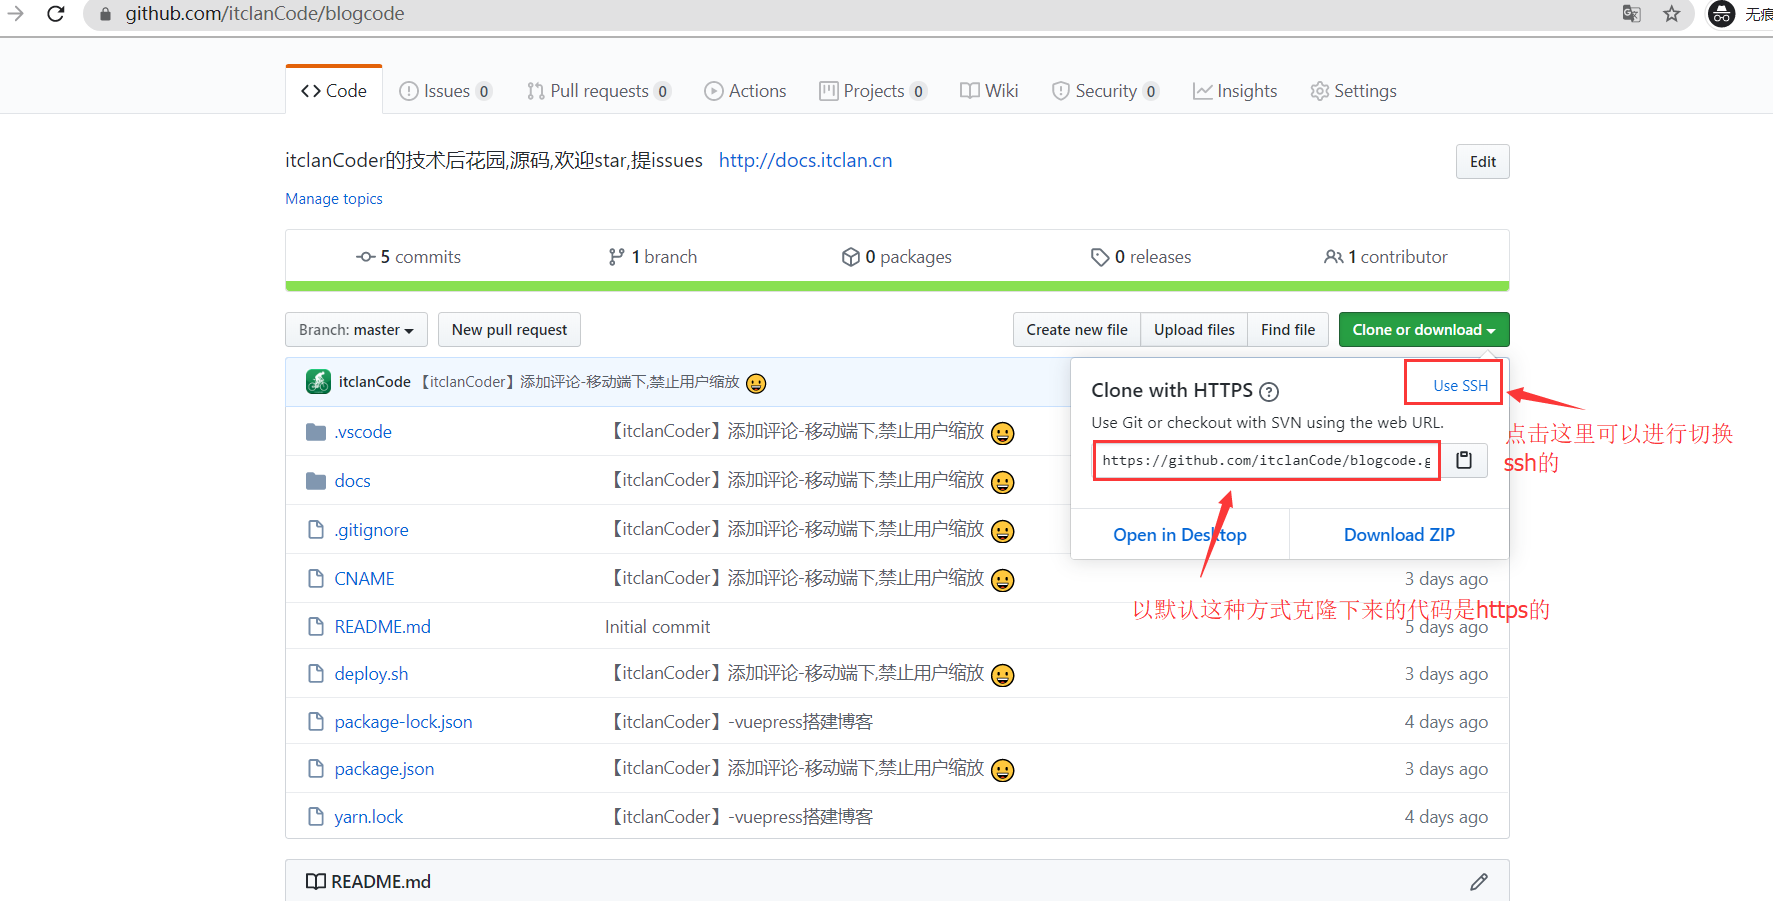 github.com/itclanCode/blogcode
无痕
Code
Issues 0
Pull requests 0
Actions
Projects 0
Wiki
Security 0
Insights
Settings
itclanCoder的技术后花园,源码,欢迎star,提issues http://docs.itclan.cn
Edit
Manage topics
5 commits
1 branch
0 packages
0 releases
1 contributor
Branch: master
New pull request
Create new file
Upload files
Find file
Clone or download
itclanCode 【itclanCoder】添加评论-移动端下,禁止用户缩放 😀
Clone with HTTPS
Use SSH
Use Git or checkout with SVN using the web URL.
https://github.com/itclanCode/blogcode.g
点击这里可以进行切换
ssh的
Open in Desktop
Download ZIP
以默认这种方式克隆下来的代码是https的
.vscode 【itclanCoder】添加评论-移动端下,禁止用户缩放 😀
docs 【itclanCoder】添加评论-移动端下,禁止用户缩放 😀
.gitignore 【itclanCoder】添加评论-移动端下,禁止用户缩放 😀
CNAME 【itclanCoder】添加评论-移动端下,禁止用户缩放 😀 3 days ago
README.md Initial commit 5 days ago
deploy.sh 【itclanCoder】添加评论-移动端下,禁止用户缩放 😀 3 days ago
package-lock.json 【itclanCoder】-vuepress搭建博客 4 days ago
package.json 【itclanCoder】添加评论-移动端下,禁止用户缩放 😀 3 days ago
yarn.lock 【itclanCoder】-vuepress搭建博客 4 days ago
README.md